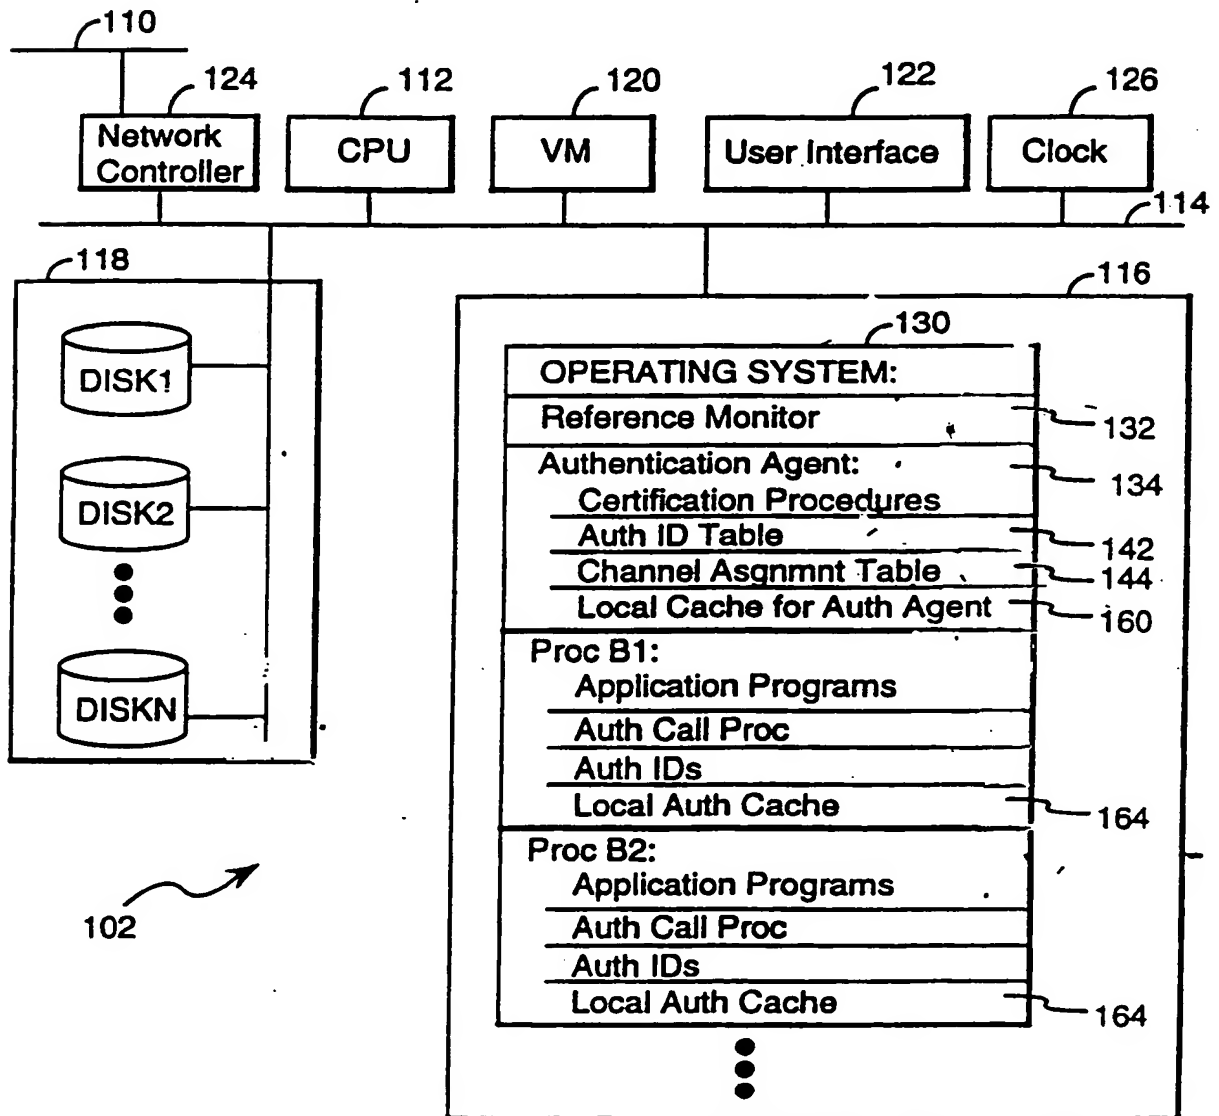 110
124
112
120
122
126
Network
Controller
CPU
VM
User Interface
Clock
114
118
116
130
DISK1
OPERATING SYSTEM:
Reference Monitor
132
Authentication Agent:
134
DISK2
Certification Procedures
Auth ID Table
142
Channel Asgnmnt Table
144
Local Cache for Auth Agent
160
Proc B1:
DISKN
Application Programs
Auth Call Proc
Auth IDs
Local Auth Cache
164
Proc B2:
Application Programs
102
Auth Call Proc
Auth IDs
Local Auth Cache
164